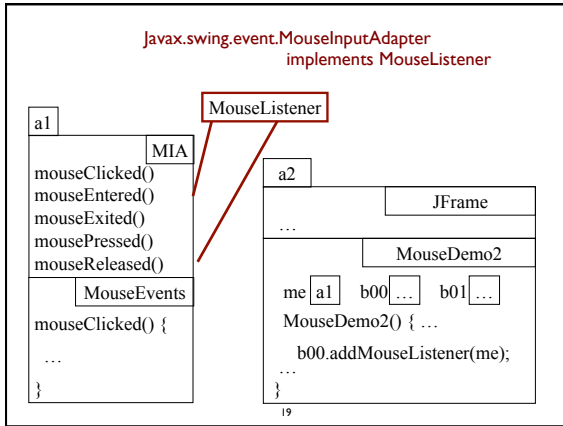 Javax.swing.event.MouseInputAdapter
implements MouseListener
MouseListener
a1
MIA
mouseClicked()
mouseEntered()
mouseExited()
mousePressed()
mouseReleased()
MouseEvents
mouseClicked() {
…
}
a2
JFrame
…
MouseDemo2
me a1 b00 … b01 …
MouseDemo2() { …
b00.addMouseListener(me);
…
}
19